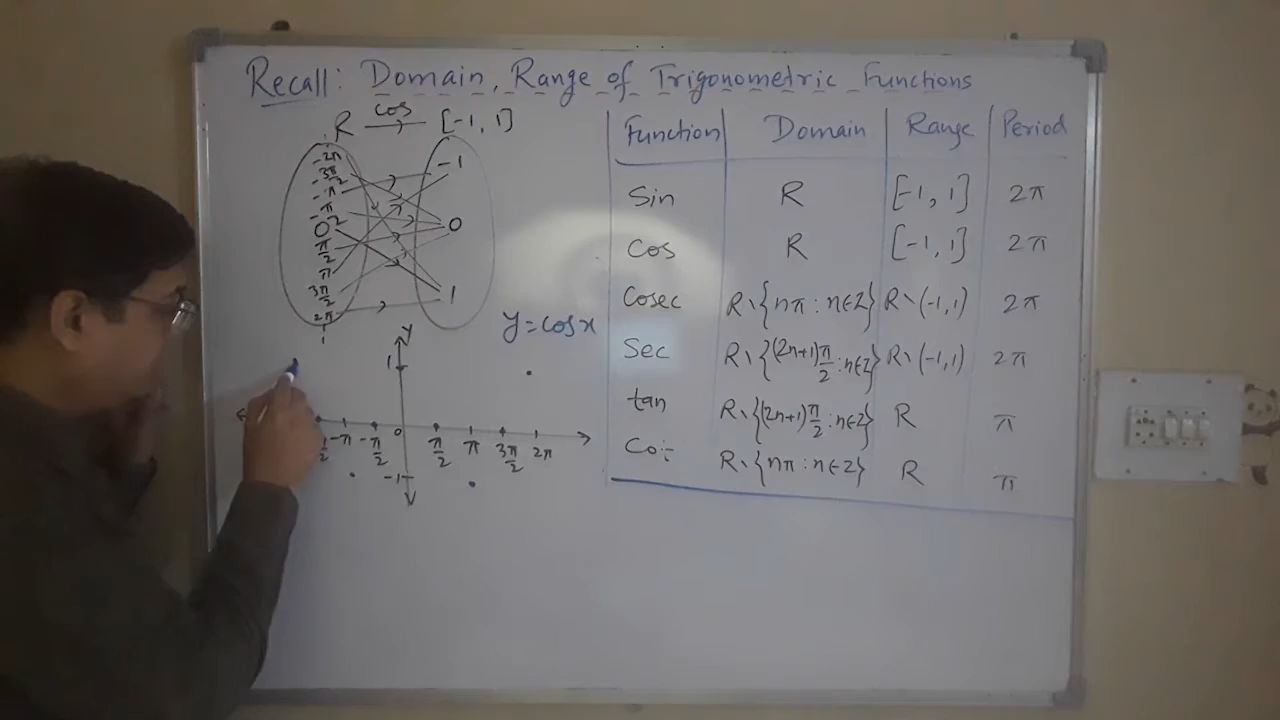 Recall: Domain, Range of Trigonometric Functions
R cos [-1, 1]
-2π
-3π/2
-π
-π/2
0
π/2
π
3π/2
2π
-1
0
1
y = cosx
Y
1
-π -π/2 0 π/2 π 3π/2 2π
-1
Function Domain Range Period
Sin R [-1, 1] 2π
Cos R [-1, 1] 2π
Cosec R\{nπ : n∈Z} R\(-1, 1) 2π
Sec R\{(2n+1)π/2 : n∈Z} R\(-1, 1) 2π
tan R\{(2n+1)π/2 : n∈Z} R π
Cot R\{nπ : n∈Z} R π